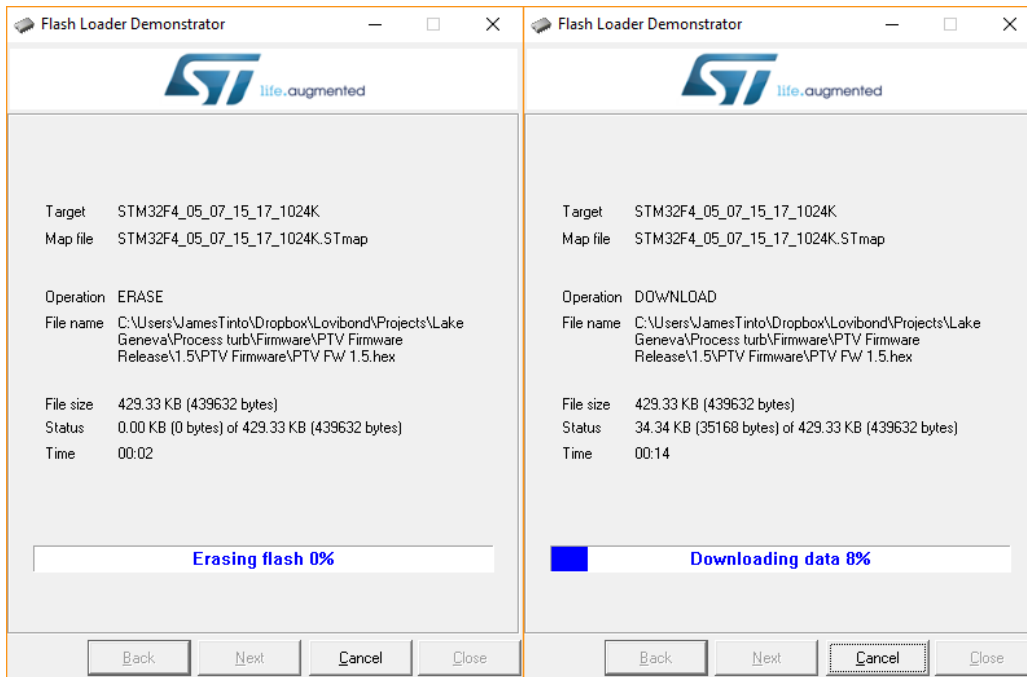 Flash Loader Demonstrator
ST life.augmented
Target STM32F4_05_07_15_17_1024K
Map file STM32F4_05_07_15_17_1024K.STmap
Operation ERASE
File name C:\Users\JamesTinto\Dropbox\Lovibond\Projects\Lake
Geneva\Process turb\Firmware\PTV Firmware
Release\1.5\PTV Firmware\PTV FW 1.5.hex
File size 429.33 KB (439632 bytes)
Status 0.00 KB (0 bytes) of 429.33 KB (439632 bytes)
Time 00:02
Erasing flash 0%
Back Next Cancel Close
Flash Loader Demonstrator
ST life.augmented
Target STM32F4_05_07_15_17_1024K
Map file STM32F4_05_07_15_17_1024K.STmap
Operation DOWNLOAD
File name C:\Users\JamesTinto\Dropbox\Lovibond\Projects\Lake
Geneva\Process turb\Firmware\PTV Firmware
Release\1.5\PTV Firmware\PTV FW 1.5.hex
File size 429.33 KB (439632 bytes)
Status 34.34 KB (35168 bytes) of 429.33 KB (439632 bytes)
Time 00:14
Downloading data 8%
Back Next Cancel Close